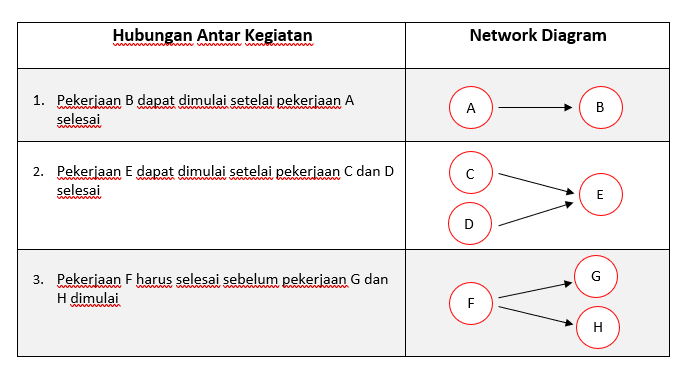 Hubungan Antar Kegiatan
Network Diagram
1. Pekerjaan B dapat dimulai setelai pekerjaan A
selesai
A
B
2. Pekerjaan E dapat dimulai setelai pekerjaan C dan D
selesai
C
D
E
3. Pekerjaan F harus selesai sebelum pekerjaan G dan
H dimulai
F
G
H